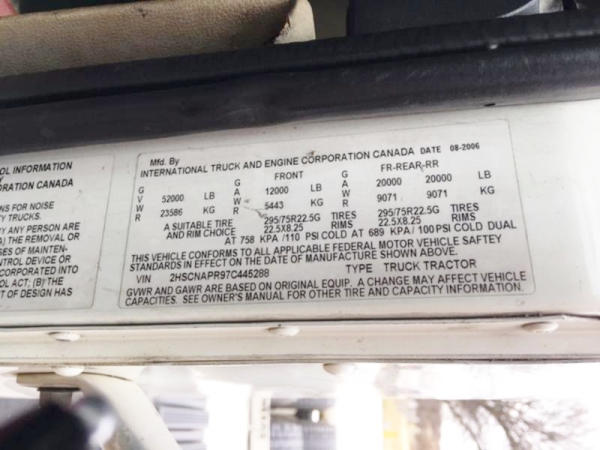 OL INFORMATION
Y
ORATION CANADA
NS FOR NOISE
TY TRUCKS.
BY ANY PERSON ARE
A) THE REMOVAL OR
SES OF MAINTEN-
NTROL DEVICE OR
NCORPORATED INTO
OL ACT; (B) THE
T OF DESIGN HAS
Mfd. By
INTERNATIONAL TRUCK AND ENGINE CORPORATION CANADA DATE 08-2006
FRONT FR-REAR-RR
G G G
V 52000 LB A 12000 LB A 20000 20000 LB
W 23586 KG W 5443 KG W 9071 9071 KG
R R R
A SUITABLE TIRE 295/75R22.5G TIRES 295/75R22.5G TIRES
AND RIM CHOICE 22.5X8.25 RIMS 22.5X8.25 RIMS
AT 758 KPA /110 PSI COLD AT 689 KPA / 100 PSI COLD DUAL
THIS VEHICLE CONFORMS TO ALL APPLICABLE FEDERAL MOTOR VEHICLE SAFTEY
STANDARDS IN EFFECT ON THE DATE OF MANUFACTURE SHOWN ABOVE.
VIN 2HSCNAPR97C445288 TYPE TRUCK TRACTOR
GVWR AND GAWR ARE BASED ON ORIGINAL EQUIP. A CHANGE MAY AFFECT VEHICLE
CAPACITIES. SEE OWNER'S MANUAL FOR OTHER TIRE AND CAPACITY INFORMATION.